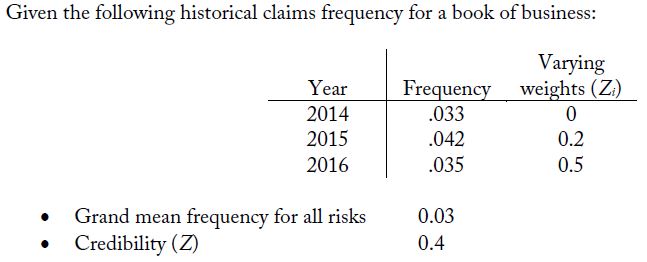 Given the following historical claims frequency for a book of business:
Varying
Year Frequency weights (Zi)
2014 .033 0
2015 .042 0.2
2016 .035 0.5
• Grand mean frequency for all risks 0.03
• Credibility (Z) 0.4